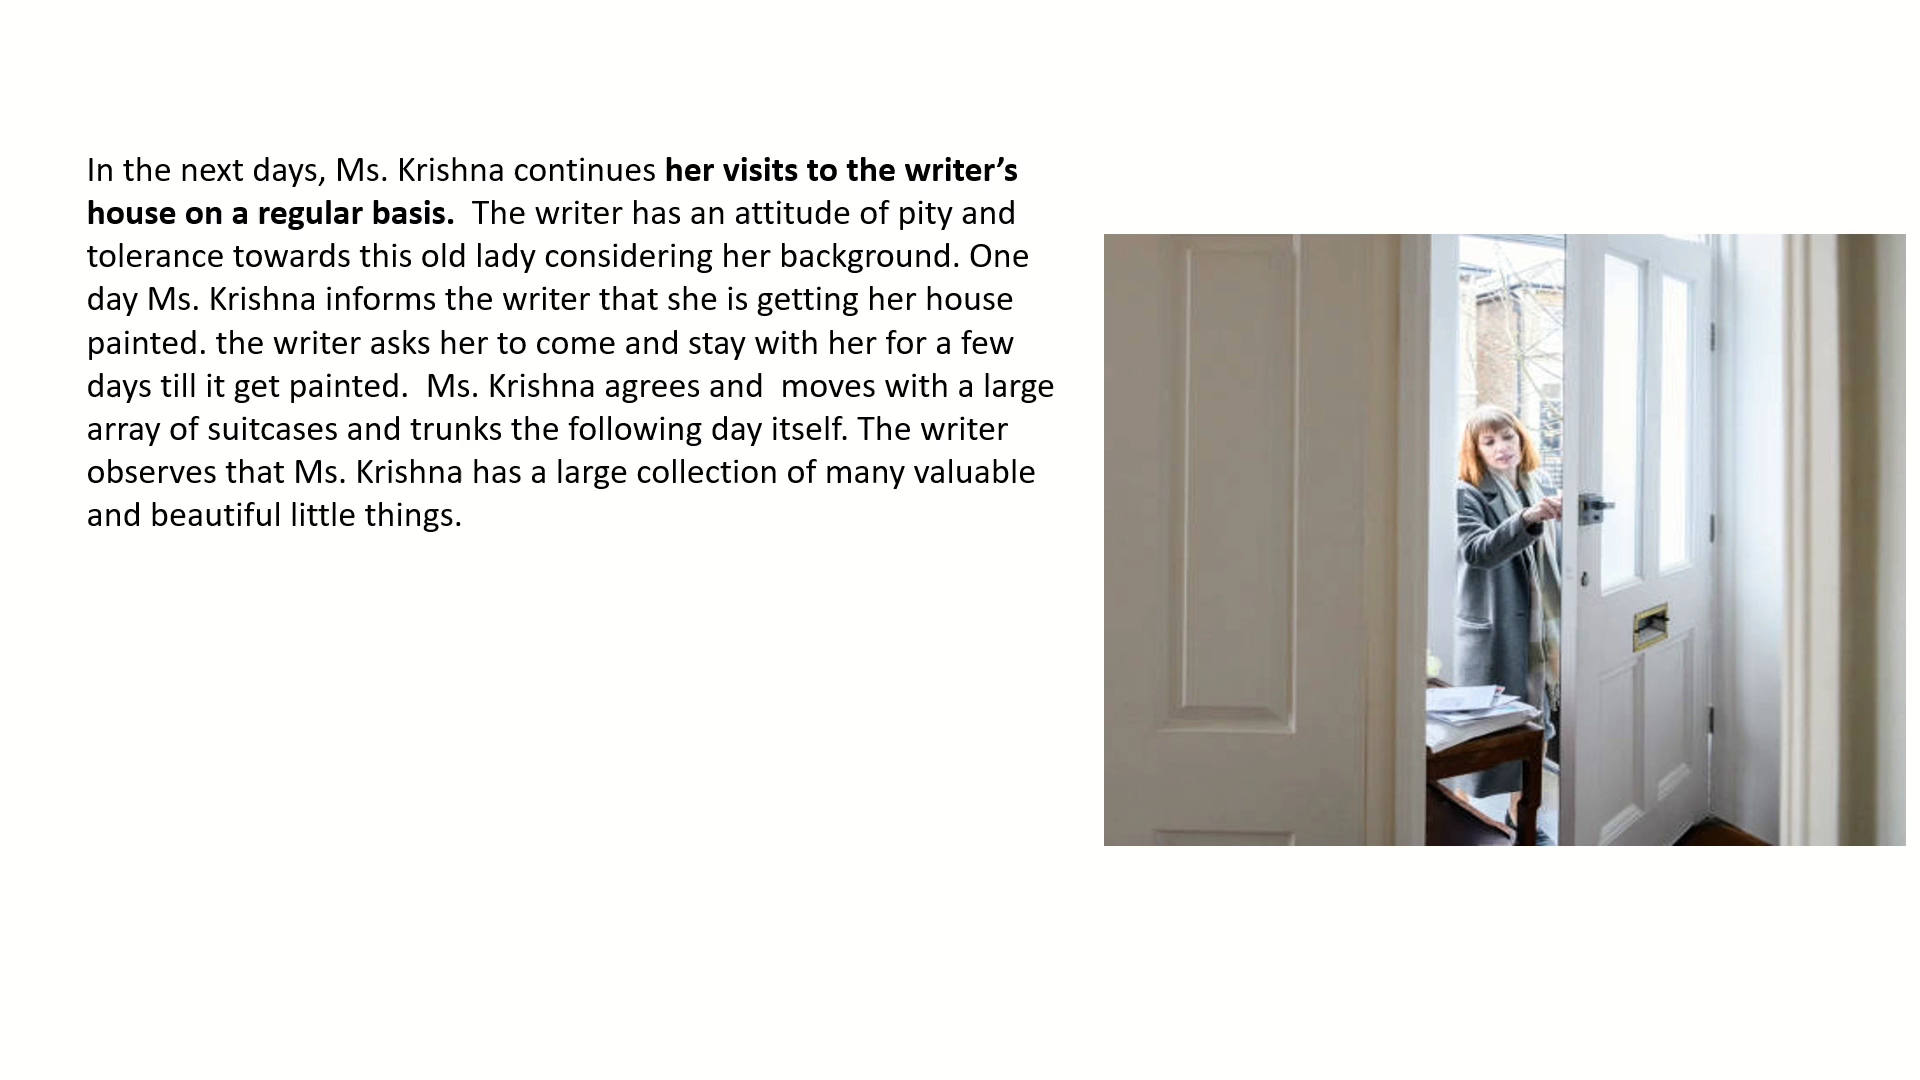 In the next days, Ms. Krishna continues her visits to the writer’s
house on a regular basis.  The writer has an attitude of pity and
tolerance towards this old lady considering her background. One
day Ms. Krishna informs the writer that she is getting her house
painted. the writer asks her to come and stay with her for a few
days till it get painted.  Ms. Krishna agrees and  moves with a large
array of suitcases and trunks the following day itself. The writer
observes that Ms. Krishna has a large collection of many valuable
and beautiful little things.